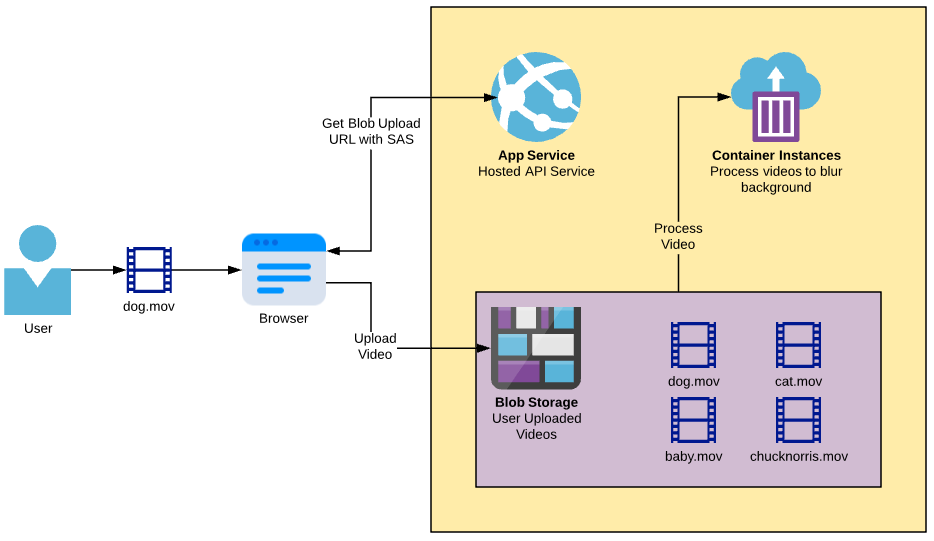 User
dog.mov
Browser
Get Blob Upload
URL with SAS
Upload
Video
App Service
Hosted API Service
Container Instances
Process videos to blur
background
Process
Video
Blob Storage
User Uploaded
Videos
dog.mov
cat.mov
baby.mov
chucknorris.mov